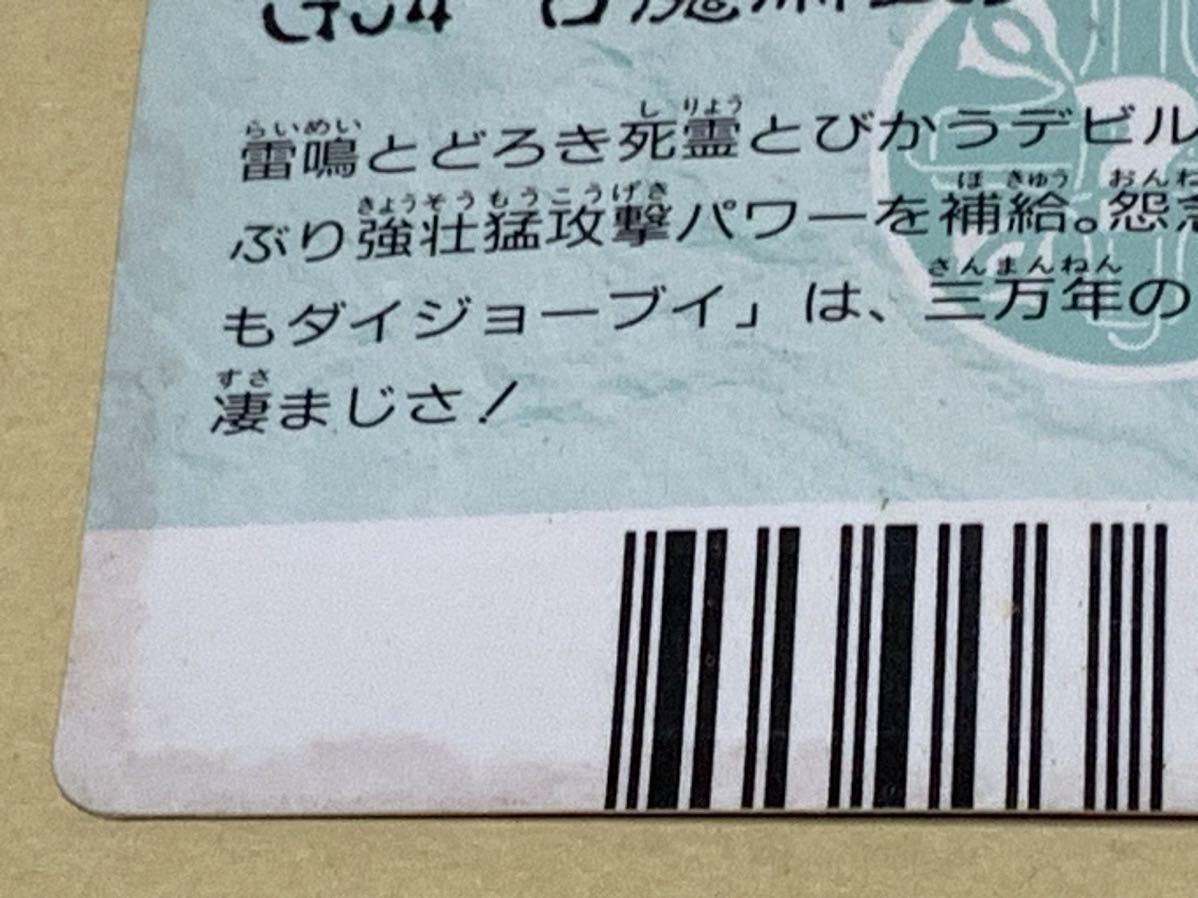 雷鳴とどろき死霊とびかうデビル
ぶり強壮猛攻撃パワーを補給。怨
もダイジョーブイ」は、三万年の
凄まじさ！